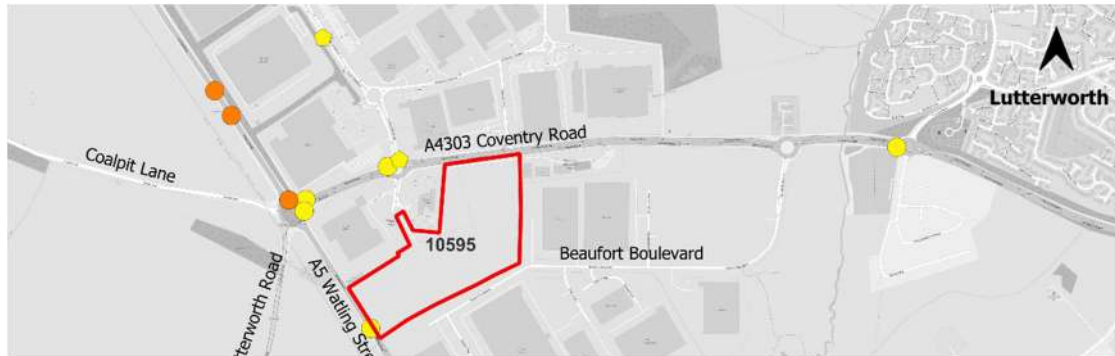 Lutterworth
A4303 Coventry Road
Coalpit Lane
10595
Beaufort Boulevard
A5 Watling Stre
tterworth Road